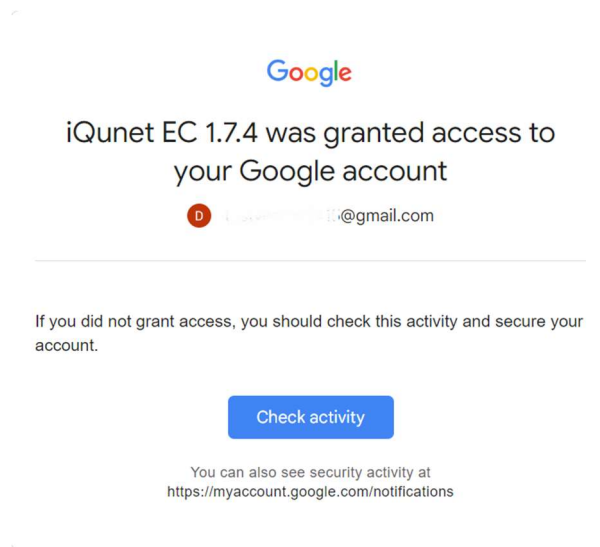 Google
iQunet EC 1.7.4 was granted access to
your Google account
D @gmail.com
If you did not grant access, you should check this activity and secure your
account.
Check activity
You can also see security activity at
https://myaccount.google.com/notifications